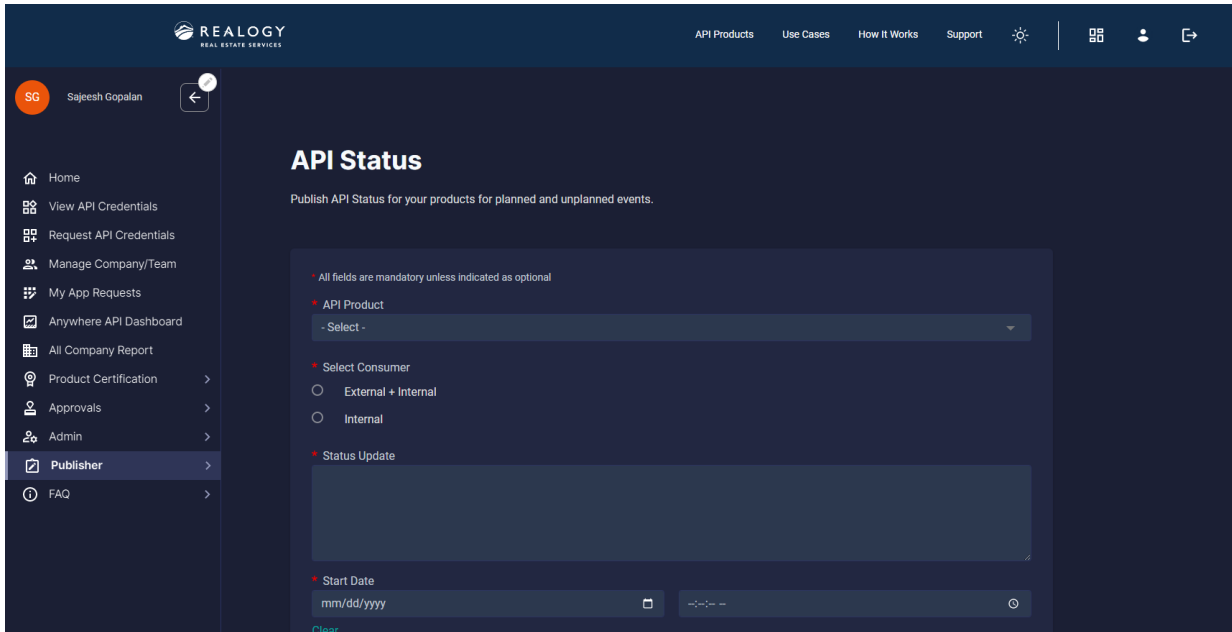 REALOGY
REAL ESTATE SERVICES
API Products
Use Cases
How It Works
Support
SG
Sajeesh Gopalan
Home
View API Credentials
Request API Credentials
Manage Company/Team
My App Requests
Anywhere API Dashboard
All Company Report
Product Certification
Approvals
Admin
Publisher
FAQ
API Status
Publish API Status for your products for planned and unplanned events.
* All fields are mandatory unless indicated as optional
* API Product
- Select -
* Select Consumer
External + Internal
Internal
* Status Update
* Start Date
mm/dd/yyyy
--:--:-- --
Clear